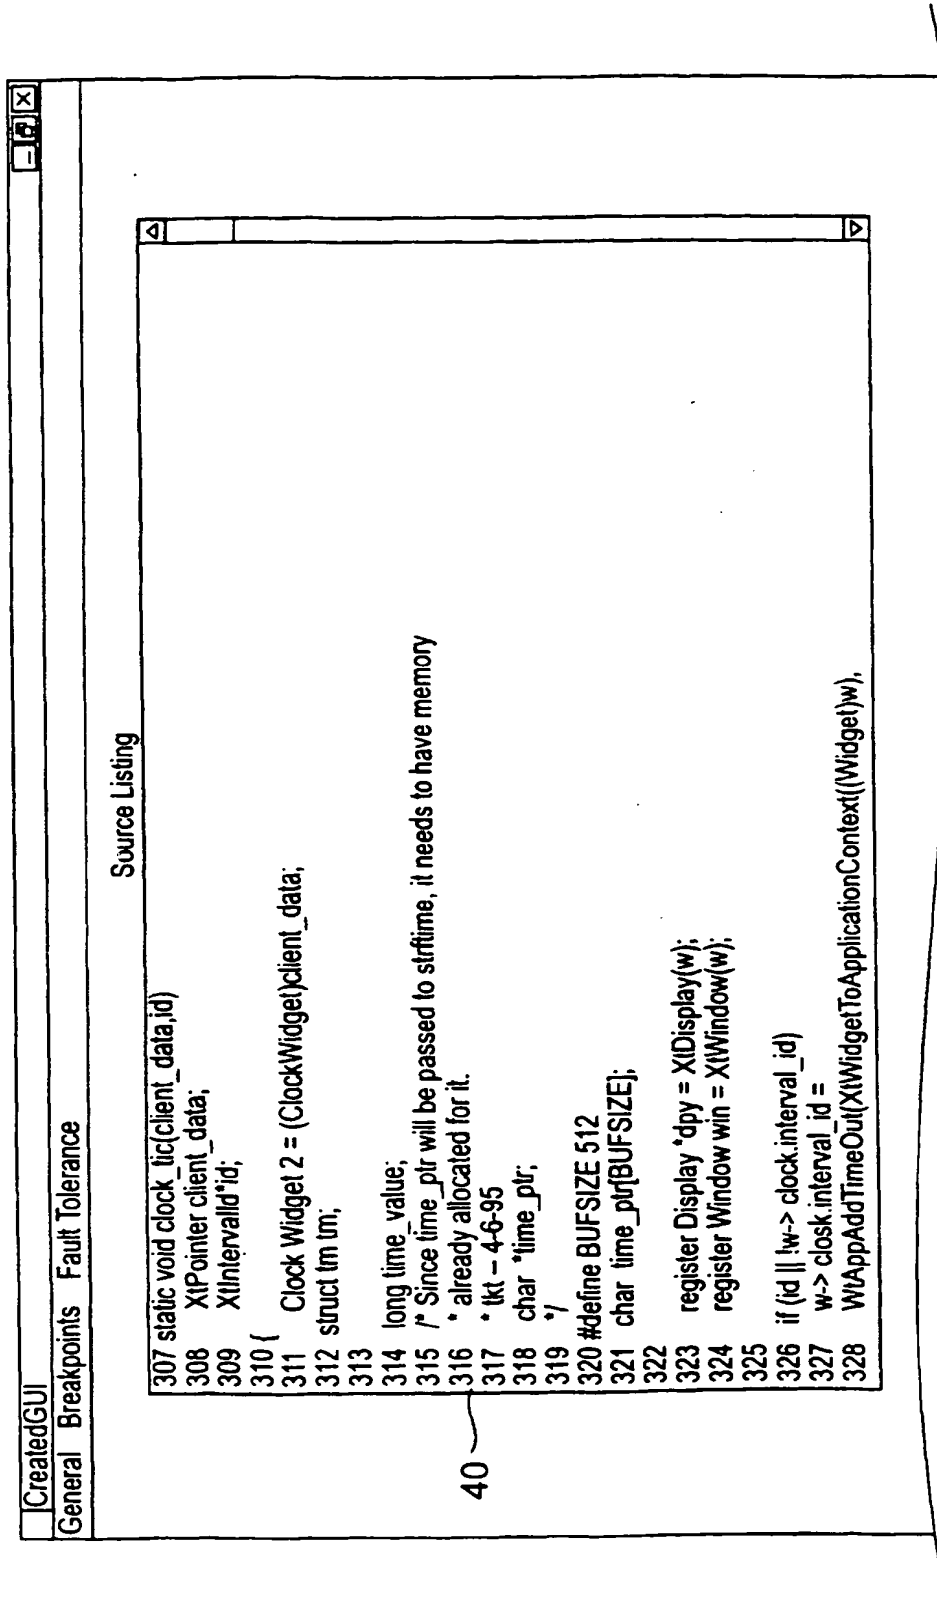 CreatedGUI
General Breakpoints Fault Tolerance
Source Listing
307 static void clock_tic(client_data,id)
308 XtPointer client_data;
309 XtIntervalId*id;
310 {
311 Clock Widget 2 = (ClockWidget)client_data;
312 struct tm tm;
313
314 long time_value;
315 /* Since time_ptr will be passed to strftime, it needs to have memory
316 * already allocated for it.
317 * tkt – 4-6-95
318 char *time_ptr;
319 */
320 #define BUFSIZE 512
321 char time_ptr[BUFSIZE];
322
323 register Display *dpy = XtDisplay(w);
324 register Window win = XtWindow(w);
325
326 if (id || !w-> clock.interval_id)
327 w-> closk.interval_id =
328 WtAppAddTimeOut(XtWidgetToApplicationContext((Widget)w),
40